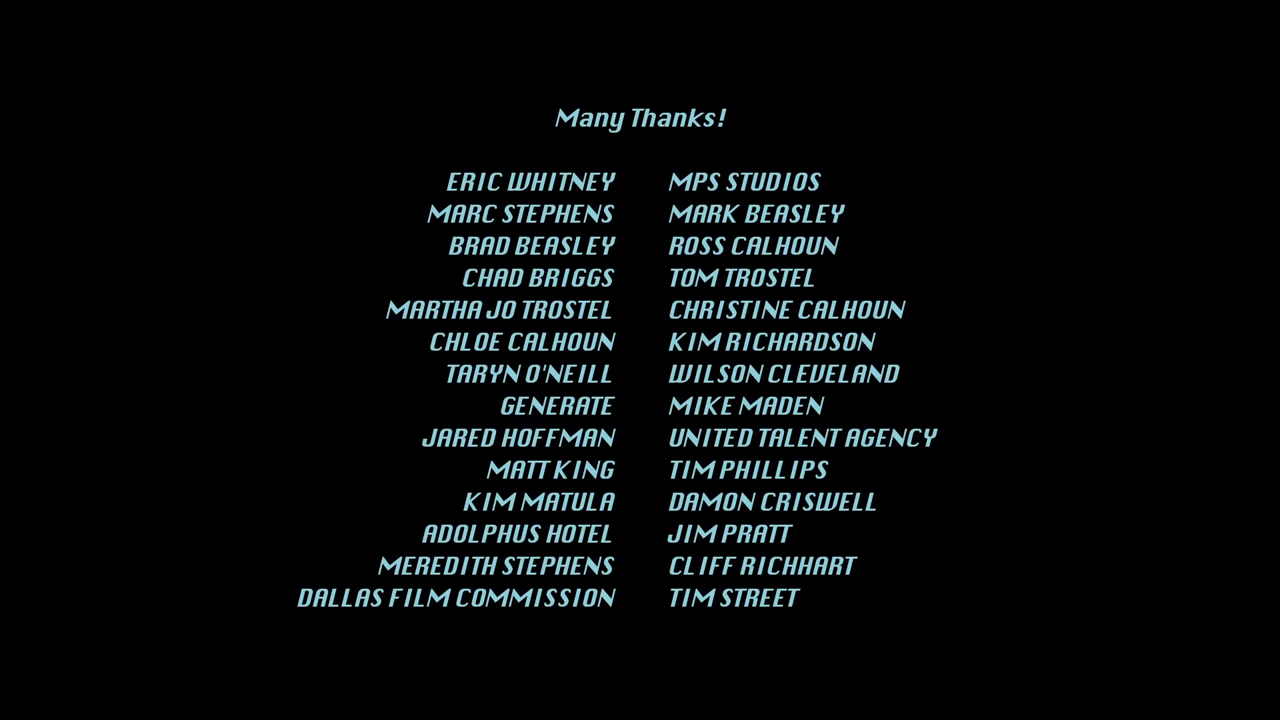 Many Thanks!
ERIC WHITNEY MPS STUDIOS
MARC STEPHENS MARK BEASLEY
BRAD BEASLEY ROSS CALHOUN
CHAD BRIGGS TOM TROSTEL
MARTHA JO TROSTEL CHRISTINE CALHOUN
CHLOE CALHOUN KIM RICHARDSON
TARYN O'NEILL WILSON CLEVELAND
GENERATE MIKE MADEN
JARED HOFFMAN UNITED TALENT AGENCY
MATT KING TIM PHILLIPS
KIM MATULA DAMON CRISWELL
ADOLPHUS HOTEL JIM PRATT
MEREDITH STEPHENS CLIFF RICHHART
DALLAS FILM COMMISSION TIM STREET